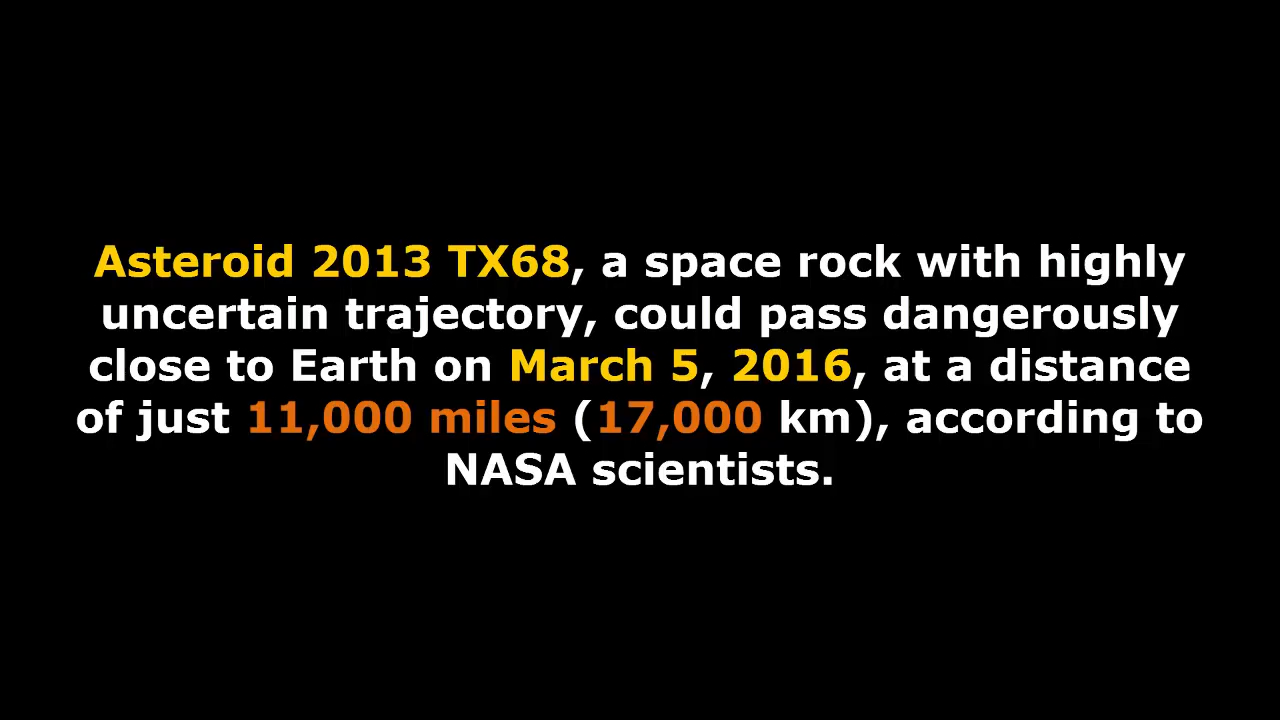 Asteroid 2013 TX68, a space rock with highly
uncertain trajectory, could pass dangerously
close to Earth on March 5, 2016, at a distance
of just 11,000 miles (17,000 km), according to
NASA scientists.